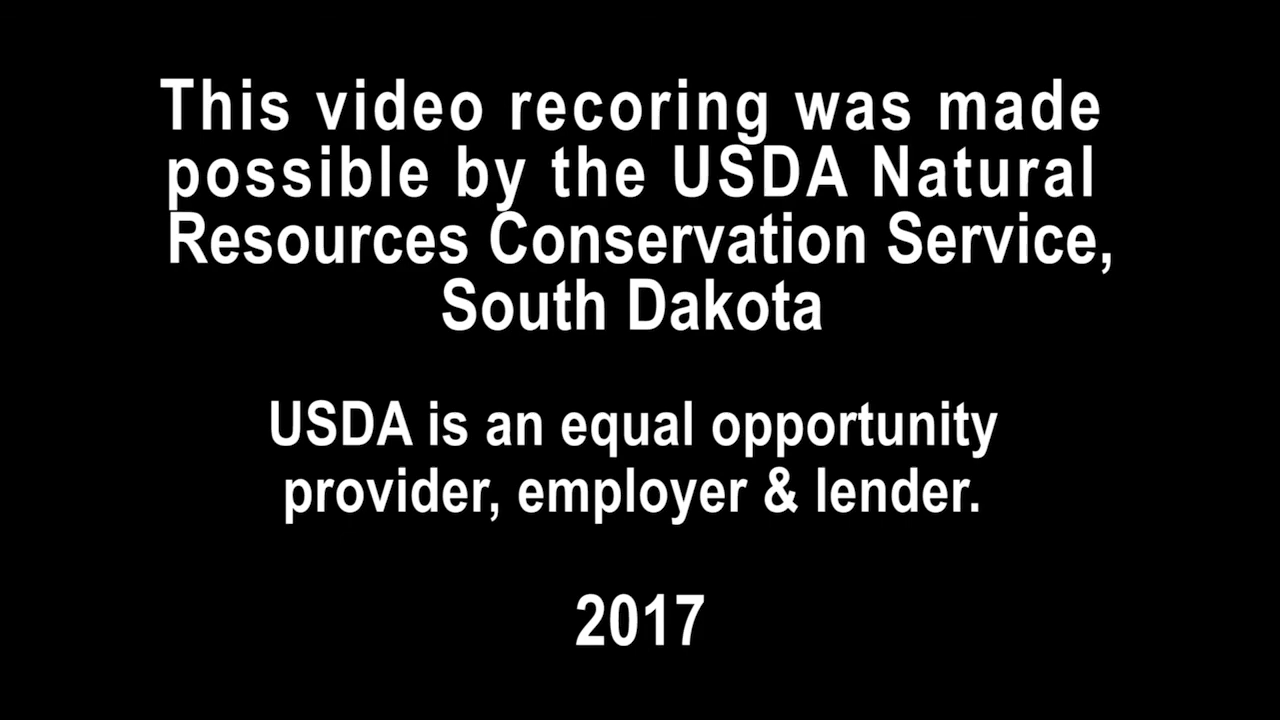 This video recoring was made
possible by the USDA Natural
Resources Conservation Service,
South Dakota
USDA is an equal opportunity
provider, employer & lender.
2017